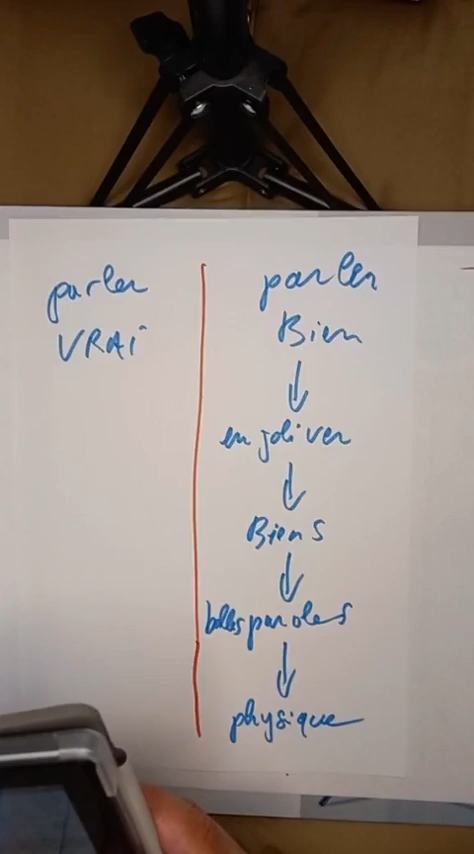 parler
VRAi
parler
Bien
enjoliver
Biens
belles paroles
physique